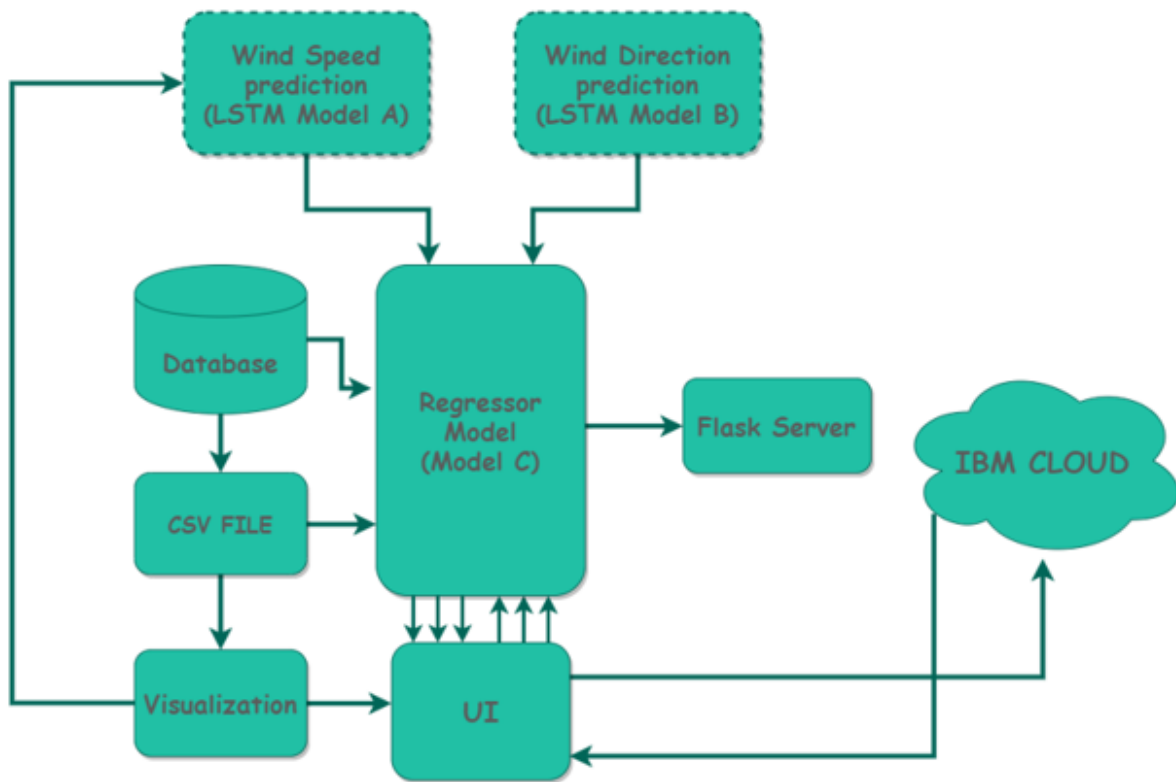 Wind Speed
prediction
(LSTM Model A)
Wind Direction
prediction
(LSTM Model B)
Database
Regressor
Model
(Model C)
Flask Server
IBM CLOUD
CSV FILE
Visualization
UI